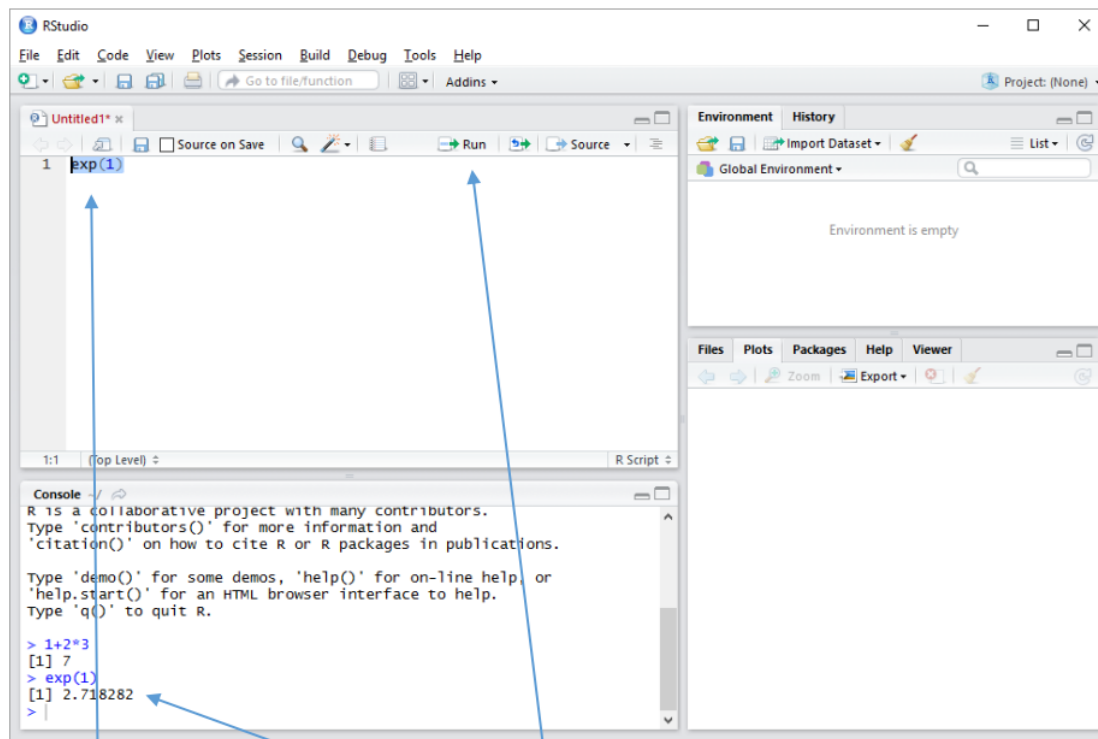 RStudio
File Edit Code View Plots Session Build Debug Tools Help
Go to file/function Addins Project: (None)
Untitled1*
Source on Save Run Source
1 exp(1)
1:1 (Top Level) R Script
Console ~/
R is a collaborative project with many contributors.
Type 'contributors()' for more information and
'citation()' on how to cite R or R packages in publications.
Type 'demo()' for some demos, 'help()' for on-line help, or
'help.start()' for an HTML browser interface to help.
Type 'q()' to quit R.
> 1+2*3
[1] 7
> exp(1)
[1] 2.718282
>
Environment History
Import Dataset List
Global Environment
Environment is empty
Files Plots Packages Help Viewer
Zoom Export